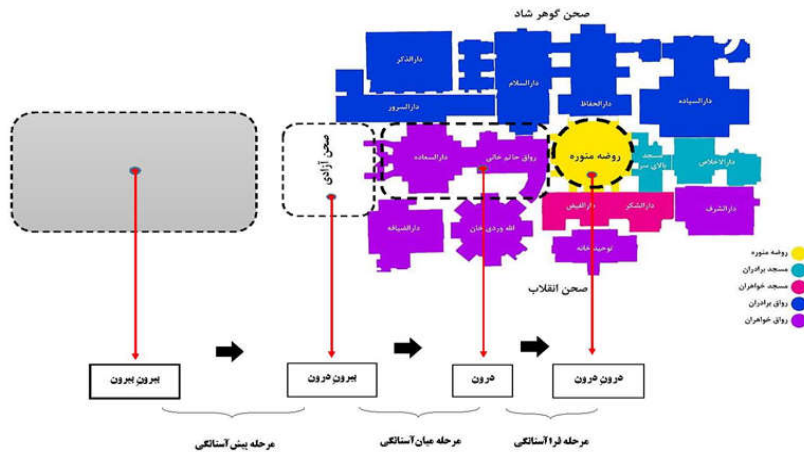 صحن گوهر شاد
دارالذکر
دارالسلام
دارالسرور
دارالحفاظ
دارالسیاده
صحن آزادی
دارالسعاده
رواق حاتم خانی
روضه منوره
مسجد
بالای سر
دارالاخلاص
دارالضیافه
الله وردی خان
دارالفیض
دارالشکر
دارالشرف
توحید خانه
صحن انقلاب
روضه منوره
مسجد برادران
مسجد خواهران
رواق برادران
رواق خواهران
درون درون
درون
بیرون درون
بیرون بیرون
مرحله فراآستانگی
مرحله میان‌آستانگی
مرحله پیش‌آستانگی